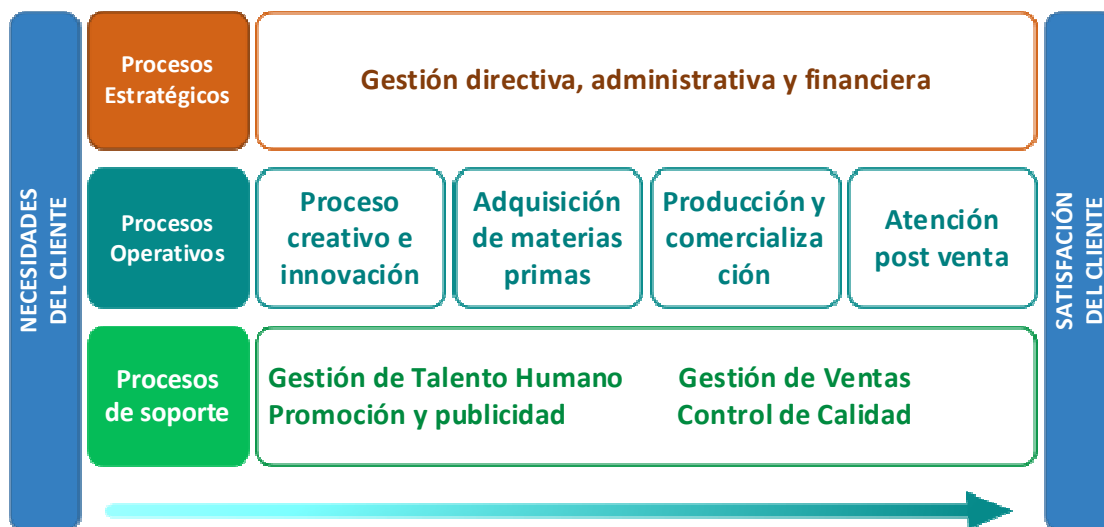 NECESIDADES
DEL CLIENTE
Procesos
Estratégicos
Gestión directiva, administrativa y financiera
Procesos
Operativos
Proceso
creativo e
innovación
Adquisición
de materias
primas
Producción y
comercializa
ción
Atención
post venta
Procesos
de soporte
Gestión de Talento Humano
Promoción y publicidad
Gestión de Ventas
Control de Calidad
SATISFACIÓN
DEL CLIENTE